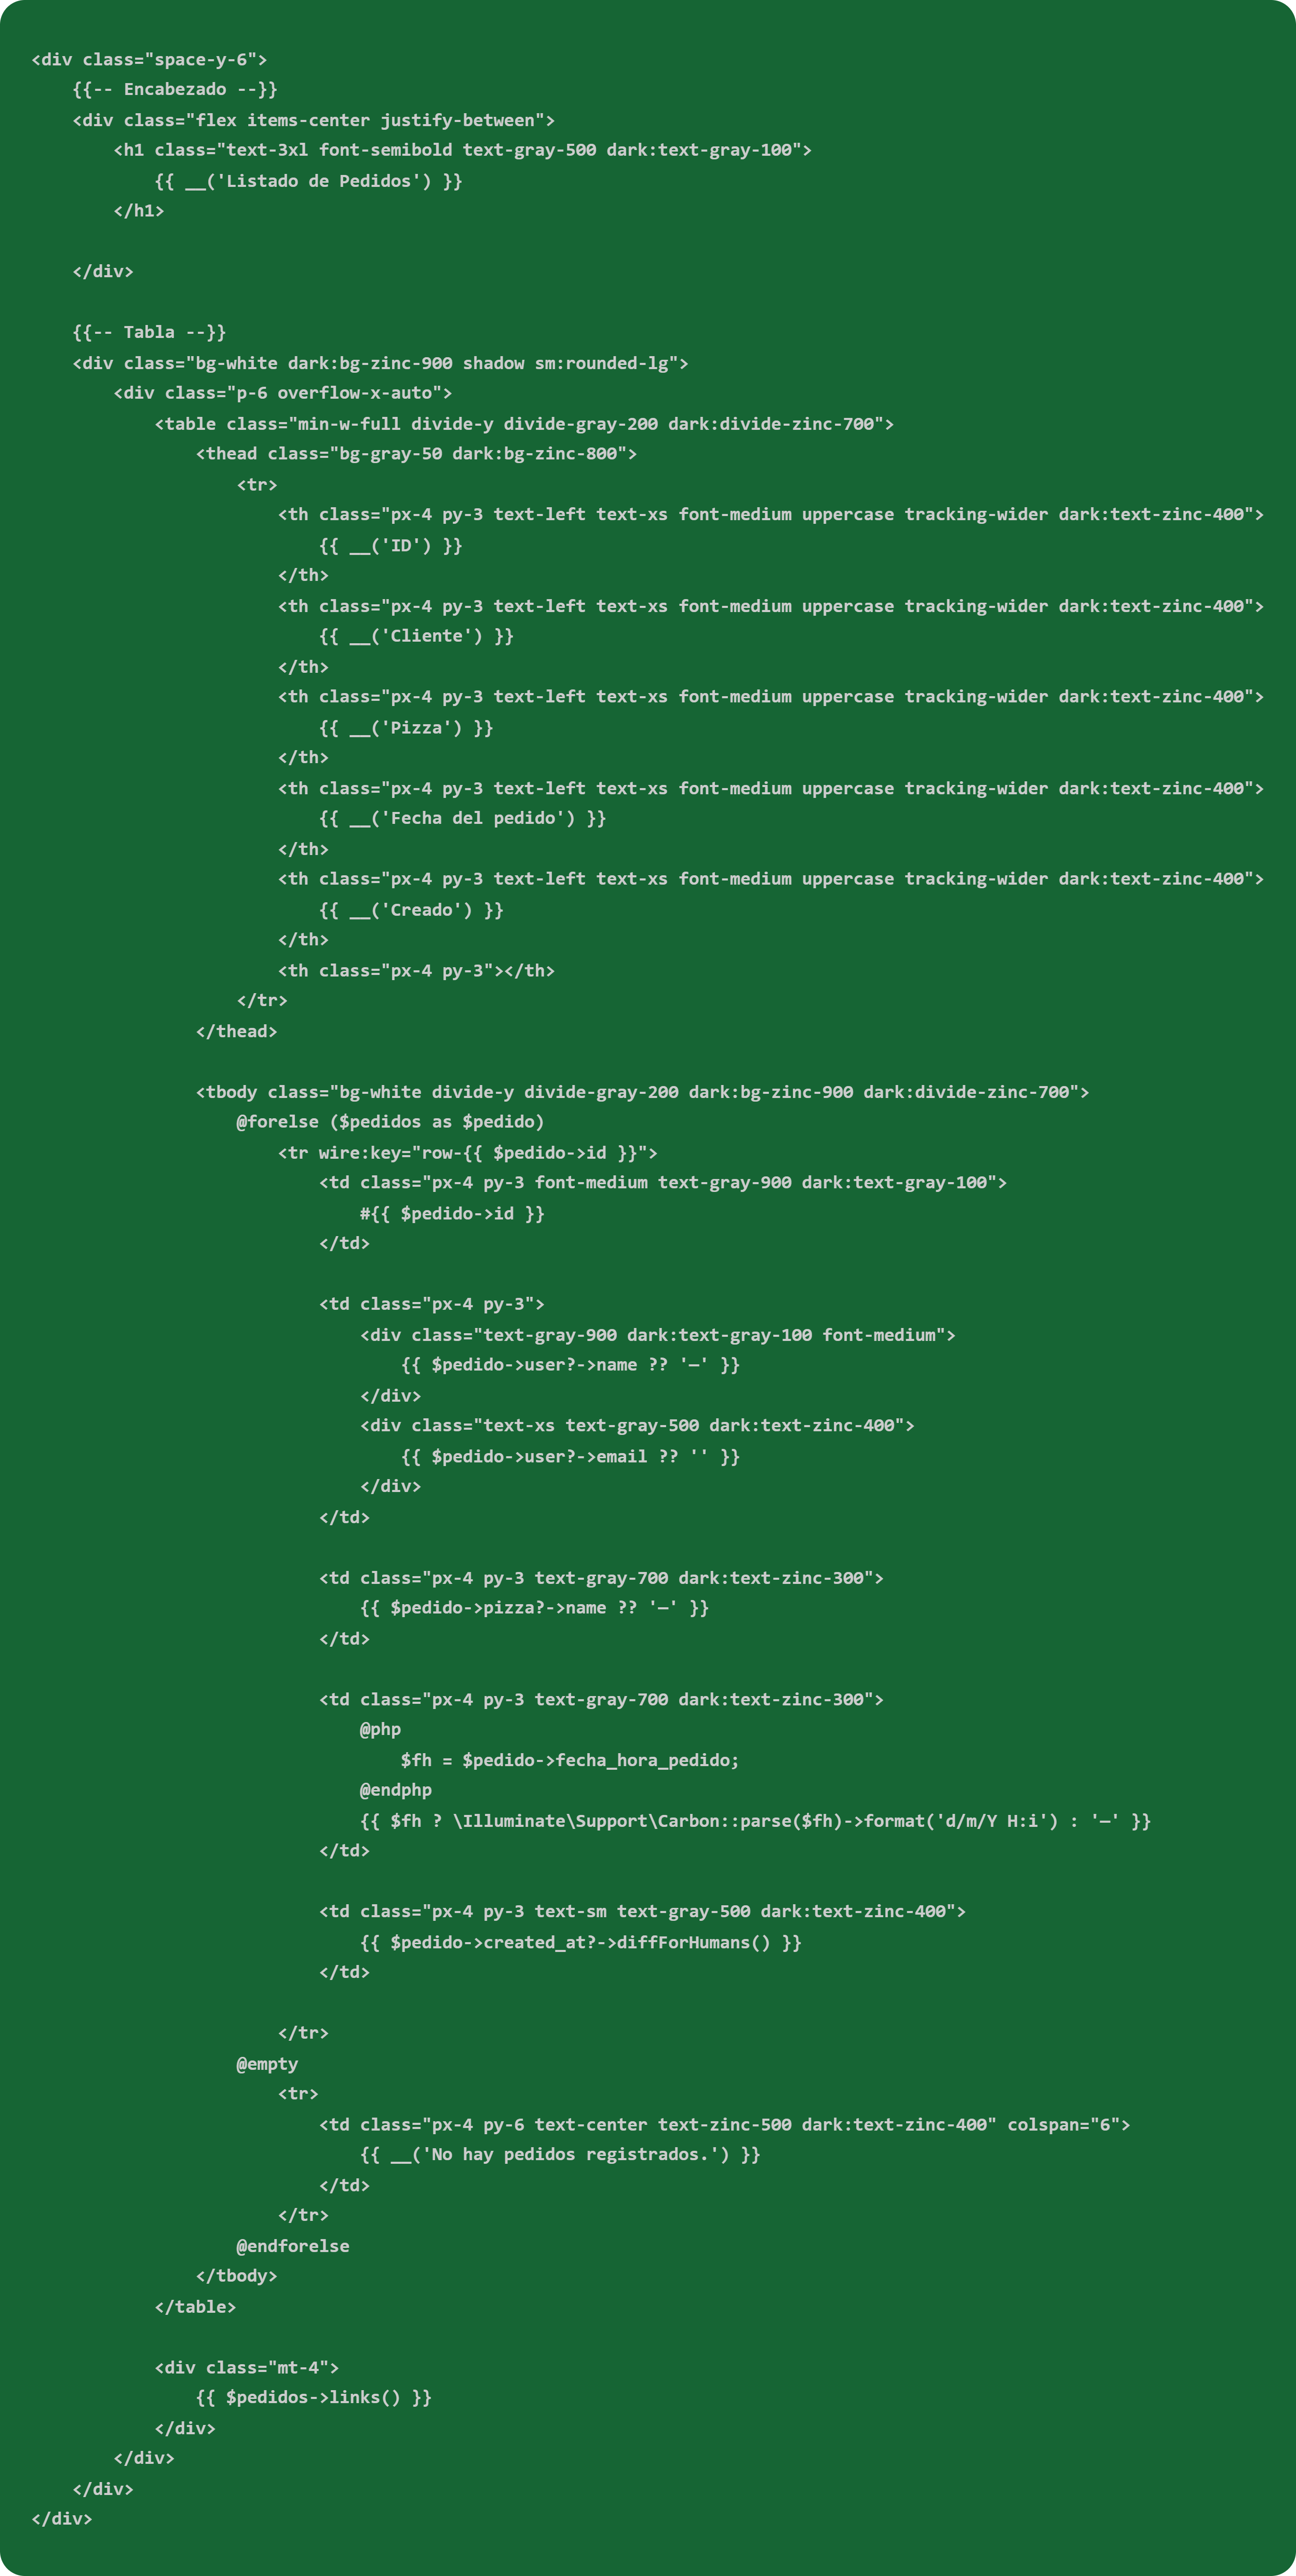 <div class="space-y-6">
    {{-- Encabezado --}}
    <div class="flex items-center justify-between">
        <h1 class="text-3xl font-semibold text-gray-500 dark:text-gray-100">
            {{ __('Listado de Pedidos') }}
        </h1>

    </div>

    {{-- Tabla --}}
    <div class="bg-white dark:bg-zinc-900 shadow sm:rounded-lg">
        <div class="p-6 overflow-x-auto">
            <table class="min-w-full divide-y divide-gray-200 dark:divide-zinc-700">
                <thead class="bg-gray-50 dark:bg-zinc-800">
                    <tr>
                        <th class="px-4 py-3 text-left text-xs font-medium uppercase tracking-wider dark:text-zinc-400">
                            {{ __('ID') }}
                        </th>
                        <th class="px-4 py-3 text-left text-xs font-medium uppercase tracking-wider dark:text-zinc-400">
                            {{ __('Cliente') }}
                        </th>
                        <th class="px-4 py-3 text-left text-xs font-medium uppercase tracking-wider dark:text-zinc-400">
                            {{ __('Pizza') }}
                        </th>
                        <th class="px-4 py-3 text-left text-xs font-medium uppercase tracking-wider dark:text-zinc-400">
                            {{ __('Fecha del pedido') }}
                        </th>
                        <th class="px-4 py-3 text-left text-xs font-medium uppercase tracking-wider dark:text-zinc-400">
                            {{ __('Creado') }}
                        </th>
                        <th class="px-4 py-3"></th>
                    </tr>
                </thead>

                <tbody class="bg-white divide-y divide-gray-200 dark:bg-zinc-900 dark:divide-zinc-700">
                    @forelse ($pedidos as $pedido)
                        <tr wire:key="row-{{ $pedido->id }}">
                            <td class="px-4 py-3 font-medium text-gray-900 dark:text-gray-100">
                                #{{ $pedido->id }}
                            </td>

                            <td class="px-4 py-3">
                                <div class="text-gray-900 dark:text-gray-100 font-medium">
                                    {{ $pedido->user?->name ?? '—' }}
                                </div>
                                <div class="text-xs text-gray-500 dark:text-zinc-400">
                                    {{ $pedido->user?->email ?? '' }}
                                </div>
                            </td>

                            <td class="px-4 py-3 text-gray-700 dark:text-zinc-300">
                                {{ $pedido->pizza?->name ?? '—' }}
                            </td>

                            <td class="px-4 py-3 text-gray-700 dark:text-zinc-300">
                                @php
                                    $fh = $pedido->fecha_hora_pedido;
                                @endphp
                                {{ $fh ? \Illuminate\Support\Carbon::parse($fh)->format('d/m/Y H:i') : '—' }}
                            </td>

                            <td class="px-4 py-3 text-sm text-gray-500 dark:text-zinc-400">
                                {{ $pedido->created_at?->diffForHumans() }}
                            </td>

                        </tr>
                    @empty
                        <tr>
                            <td class="px-4 py-6 text-center text-zinc-500 dark:text-zinc-400" colspan="6">
                                {{ __('No hay pedidos registrados.') }}
                            </td>
                        </tr>
                    @endforelse
                </tbody>
            </table>

            <div class="mt-4">
                {{ $pedidos->links() }}
            </div>
        </div>
    </div>
</div>